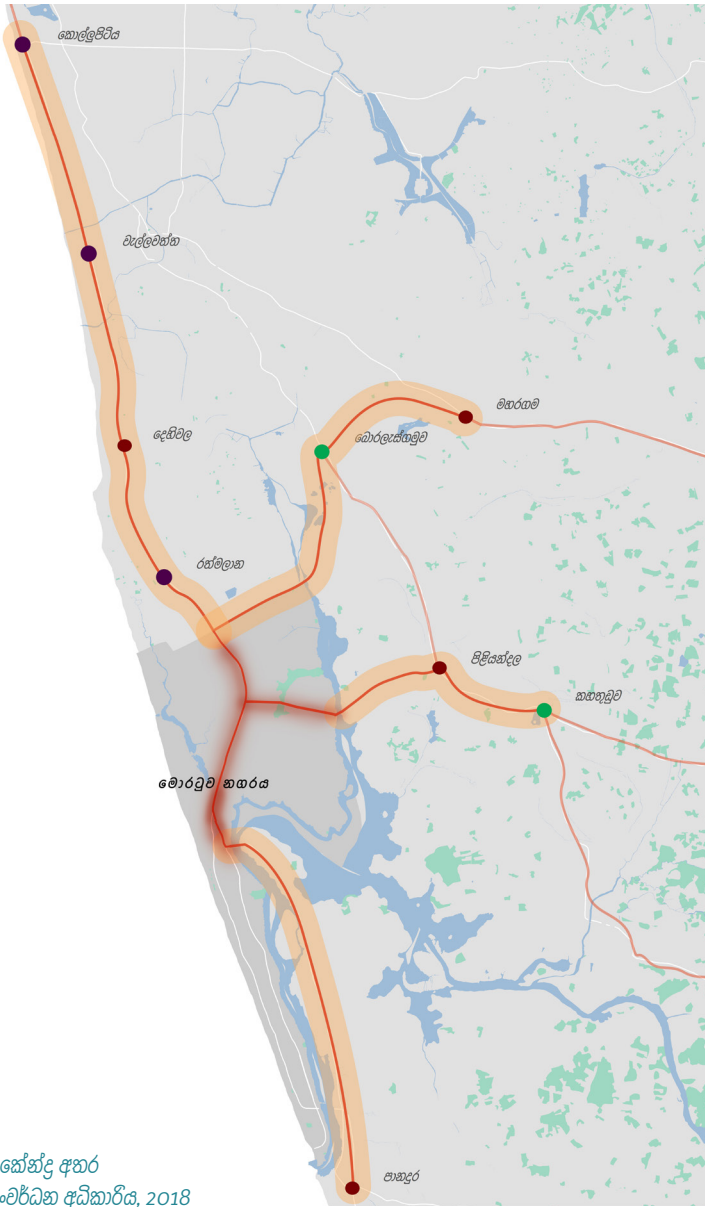 කොල්ලුපිටිය
වැල්ලවත්ත
මහරගම
දෙහිවල
බොරලැස්ගමුව
රත්මලාන
පිළියන්දල
කහතුඩුව
මොරටුව නගරය
කේන්ද්‍ර අතර
ංවර්ධන අධිකාරිය, 2018
පානදුර